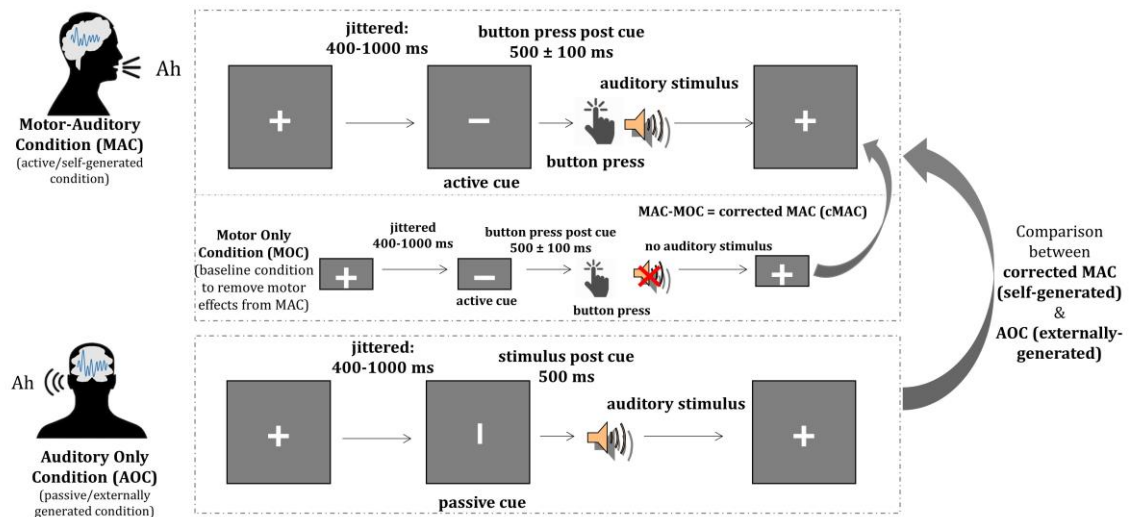 jittered:
400-1000 ms
button press post cue
500 ± 100 ms
auditory stimulus
Ah
Motor-Auditory
Condition (MAC)
(active/self-generated
condition)
button press
active cue
MAC-MOC = corrected MAC (cMAC)
Motor Only
Condition (MOC)
(baseline condition
to remove motor
effects from MAC)
jittered
400-1000 ms
button press post cue
500 ± 100 ms
no auditory stimulus
active cue
button press
Comparison
between
corrected MAC
(self-generated)
&
AOC (externally-
generated)
jittered:
400-1000 ms
stimulus post cue
500 ms
auditory stimulus
Ah
Auditory Only
Condition (AOC)
(passive/externally
generated condition)
passive cue